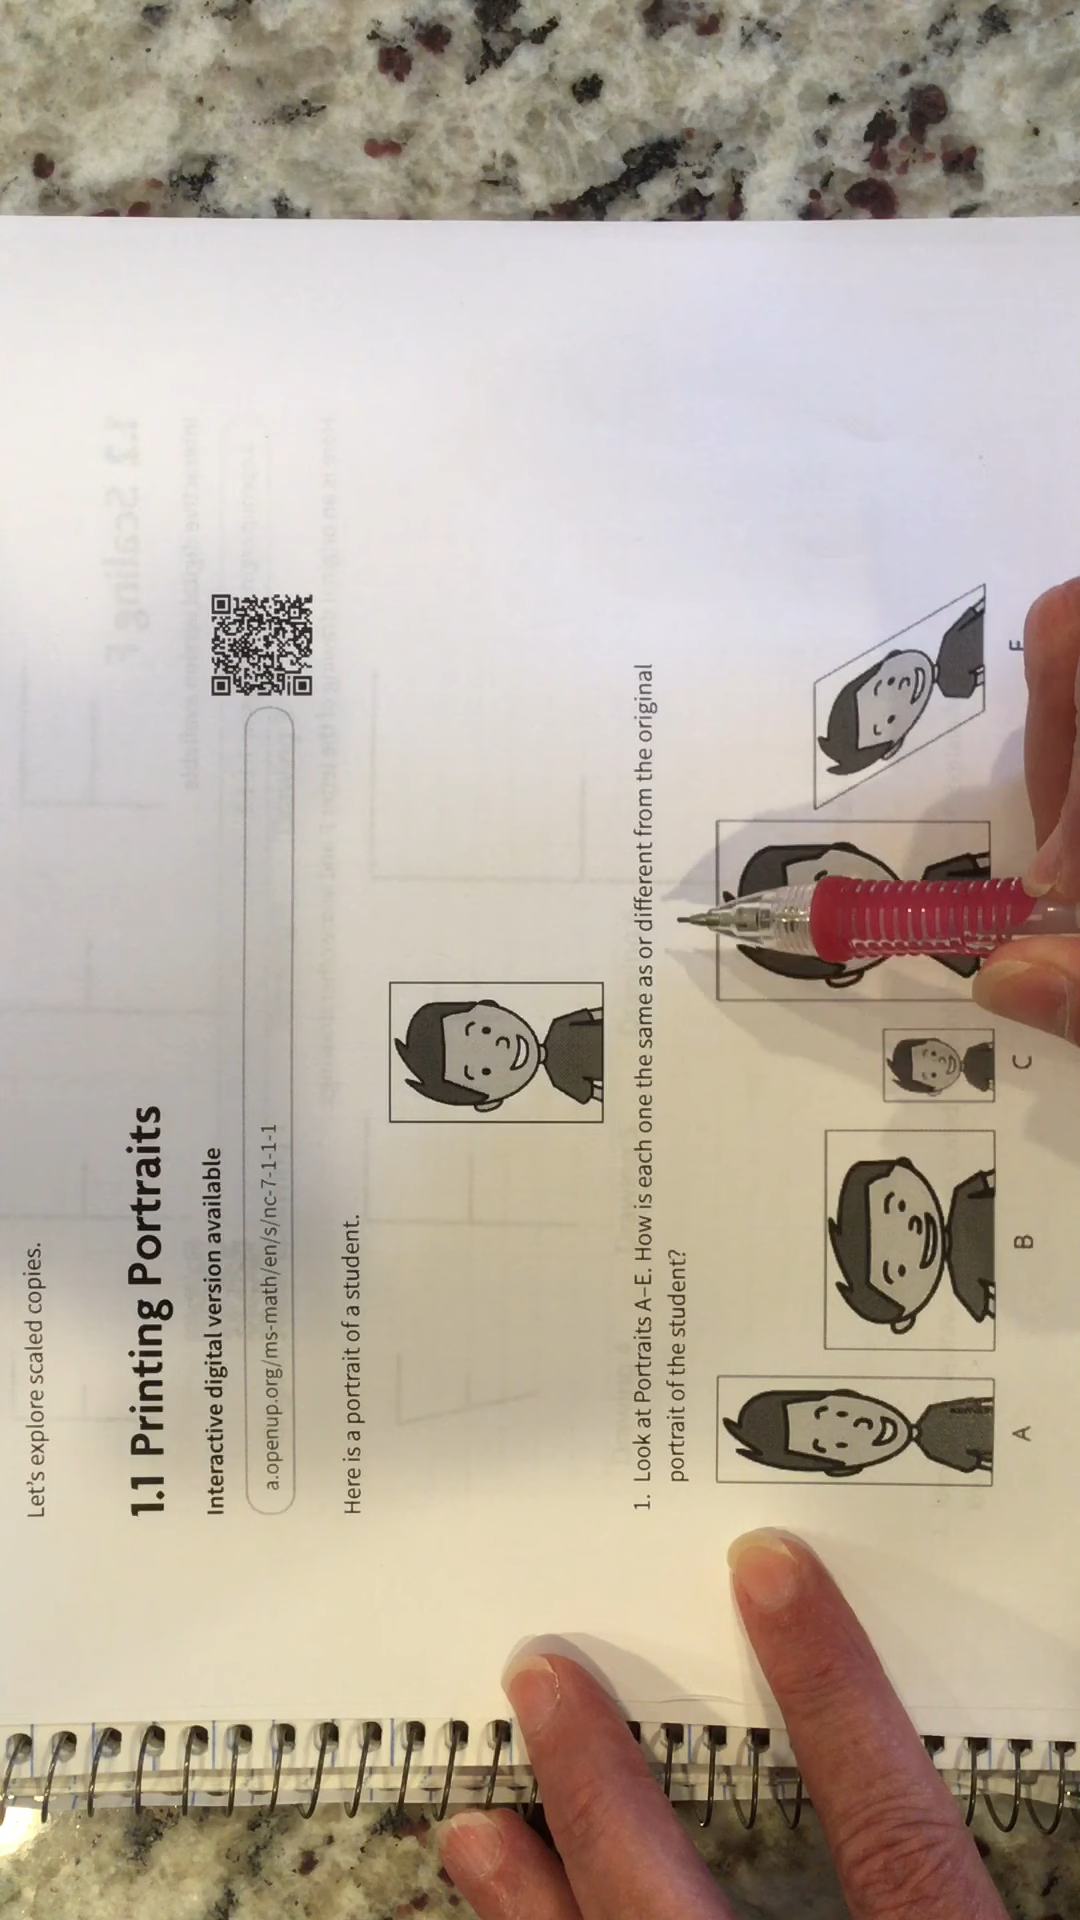 Let's explore scaled copies.
1.1 Printing Portraits
Interactive digital version available
a.openup.org/ms-math/en/s/nc-7-1-1-1
Here is a portrait of a student.
1. Look at Portraits A–E. How is each one the same as or different from the original
portrait of the student?
A B C